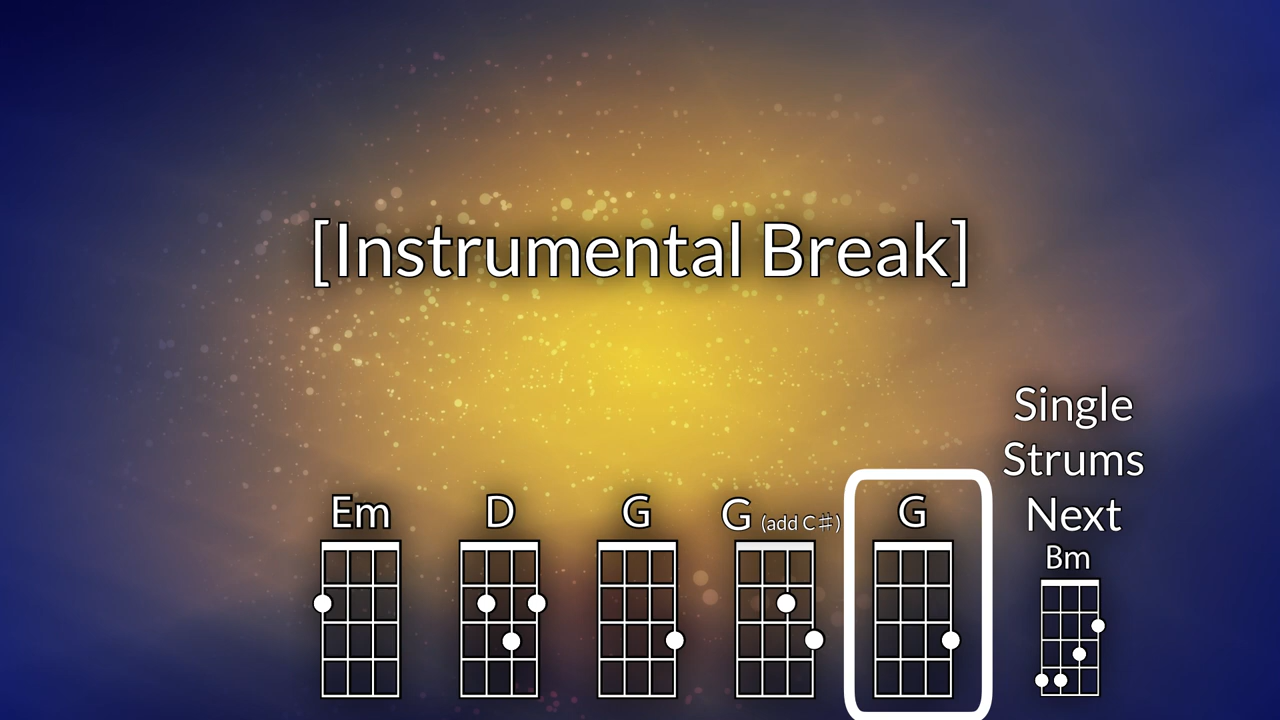 [Instrumental Break]
Single
Strums
Next
Em D G G (add C♯) G Bm